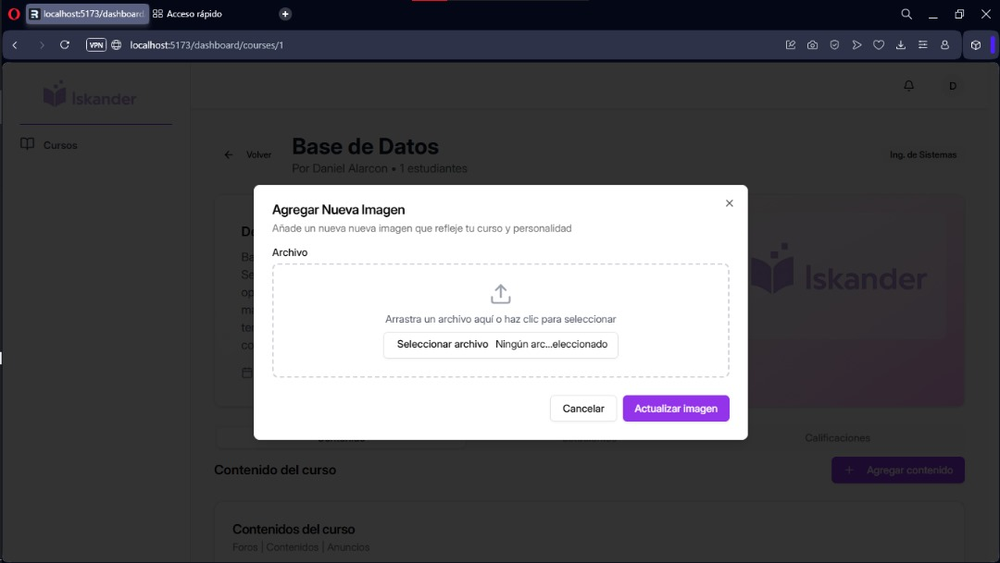 localhost:5173/dashboard
Acceso rápido
VPN
localhost:5173/dashboard/courses/1
Iskander
D
Cursos
Volver
Base de Datos
Por Daniel Alarcon • 1 estudiantes
Ing. de Sistemas
Agregar Nueva Imagen
Añade un nueva nueva imagen que refleje tu curso y personalidad
Archivo
Arrastra un archivo aquí o haz clic para seleccionar
Seleccionar archivo Ningún arc...eleccionado
Cancelar
Actualizar imagen
Iskander
Calificaciones
Contenido del curso
Agregar contenido
Contenidos del curso
Foros | Contenidos | Anuncios